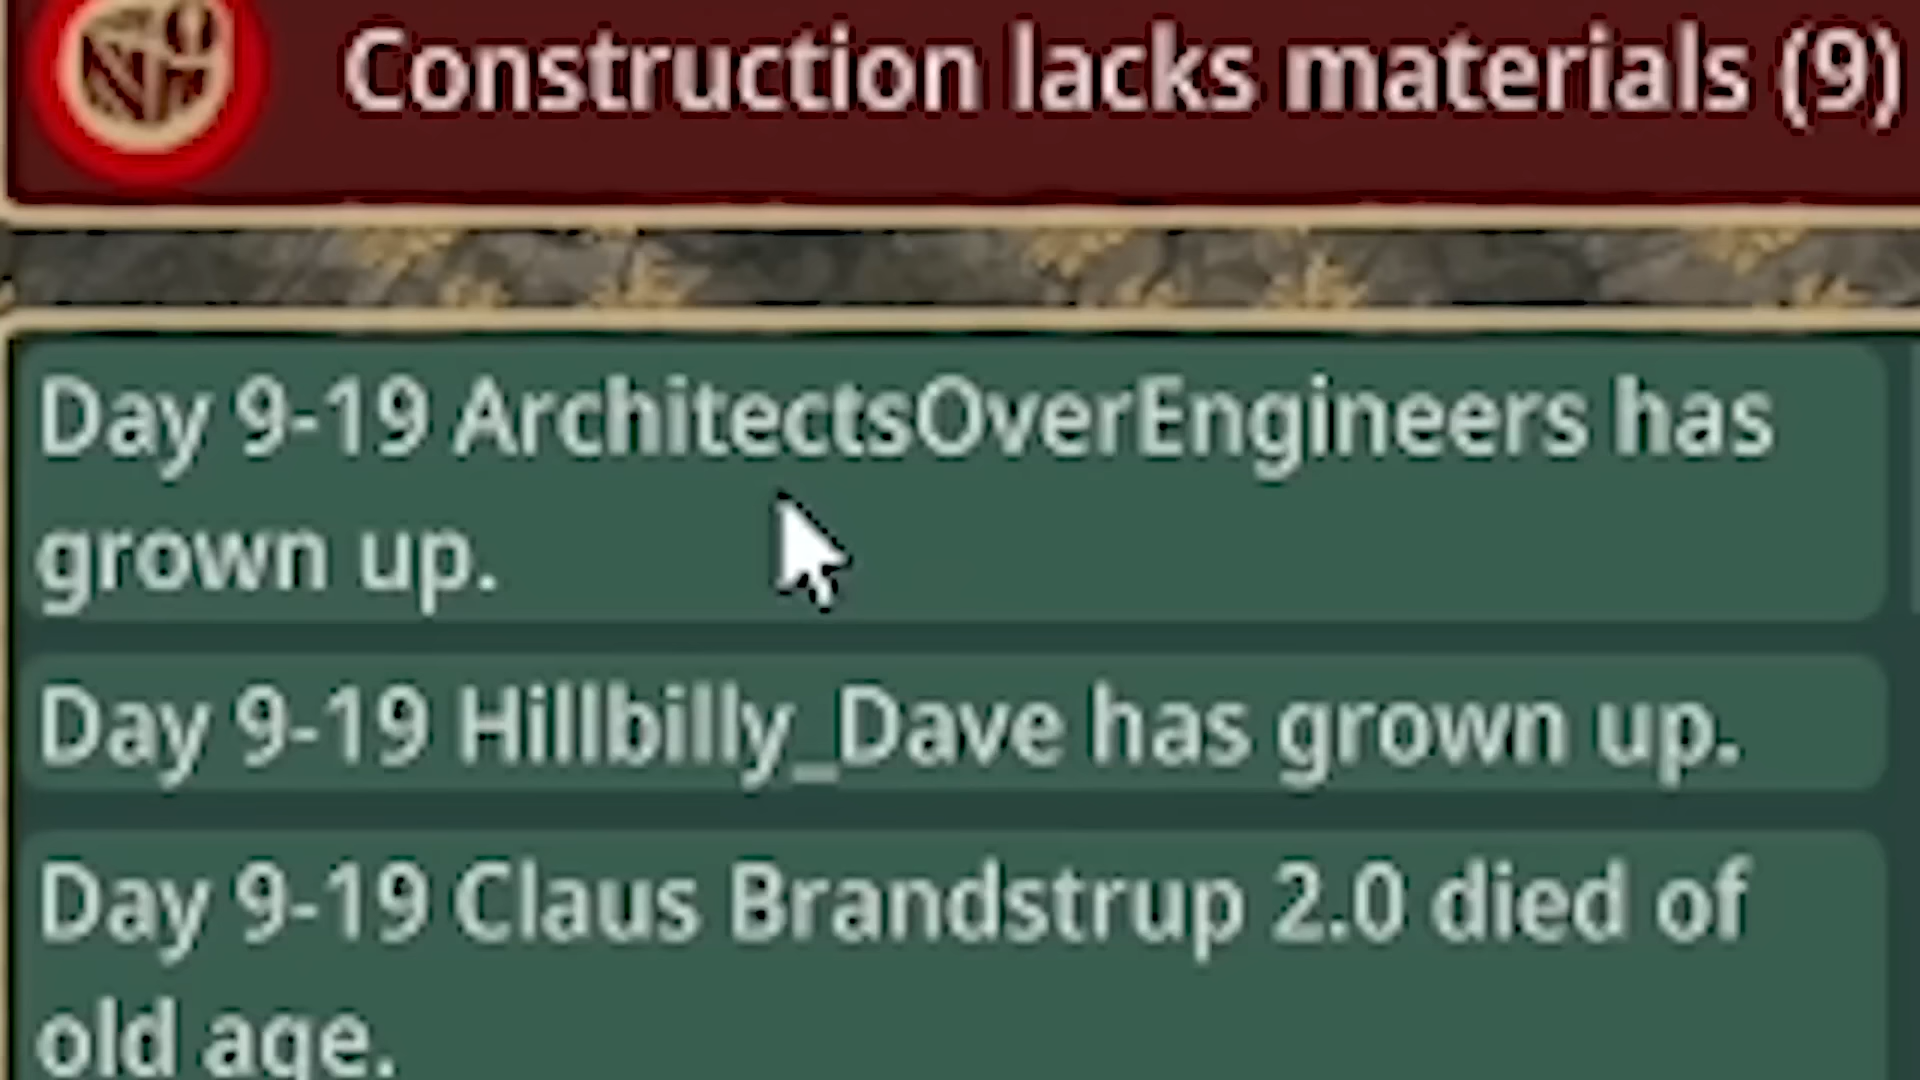 Construction lacks materials (9)
Day 9-19 ArchitectsOverEngineers has
grown up.
Day 9-19 Hillbilly_Dave has grown up.
Day 9-19 Claus Brandstrup 2.0 died of
old age.